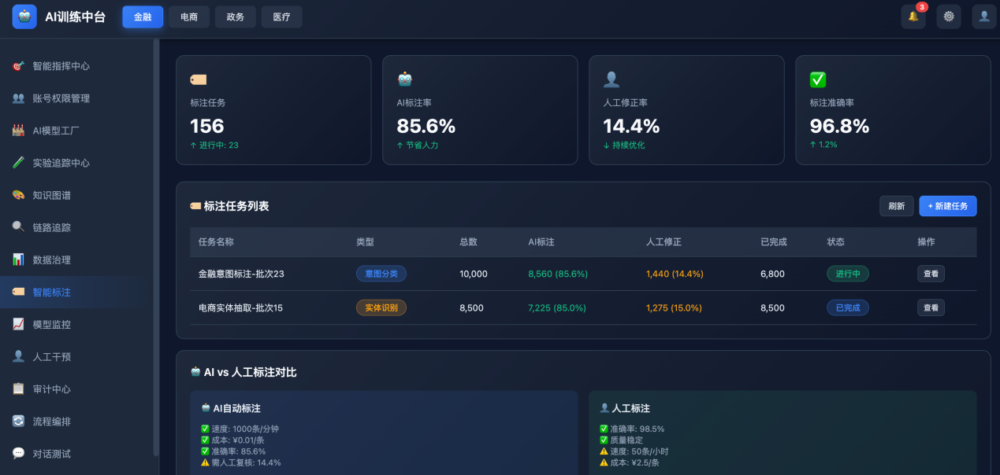 AI训练中台 金融 电商 政务 医疗 3
智能指挥中心
账号权限管理
AI模型工厂
实验追踪中心
知识图谱
链路追踪
数据治理
智能标注
模型监控
人工干预
审计中心
流程编排
对话测试
标注任务
156
↑ 进行中: 23
AI标注率
85.6%
↑ 节省人力
人工修正率
14.4%
↓ 持续优化
标注准确率
96.8%
↑ 1.2%
标注任务列表 刷新 + 新建任务
任务名称 类型 总数 AI标注 人工修正 已完成 状态 操作
金融意图标注-批次23 意图分类 10,000 8,560 (85.6%) 1,440 (14.4%) 6,800 进行中 查看
电商实体抽取-批次15 实体识别 8,500 7,225 (85.0%) 1,275 (15.0%) 8,500 已完成 查看
AI vs 人工标注对比
AI自动标注
速度: 1000条/分钟
成本: ¥0.01/条
准确率: 85.6%
需人工复核: 14.4%
人工标注
准确率: 98.5%
质量稳定
速度: 50条/小时
成本: ¥2.5/条